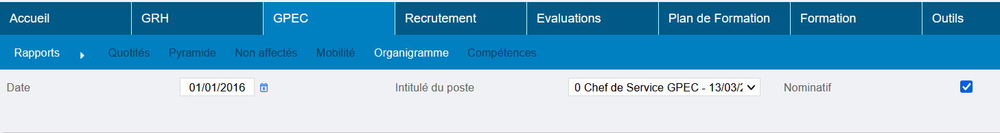 Accueil GRH GPEC Recrutement Evaluations Plan de Formation Formation Outils
Rapports Quotités Pyramide Non affectés Mobilité Organigramme Compétences
Date 01/01/2016 Intitulé du poste 0 Chef de Service GPEC - 13/03/ Nominatif